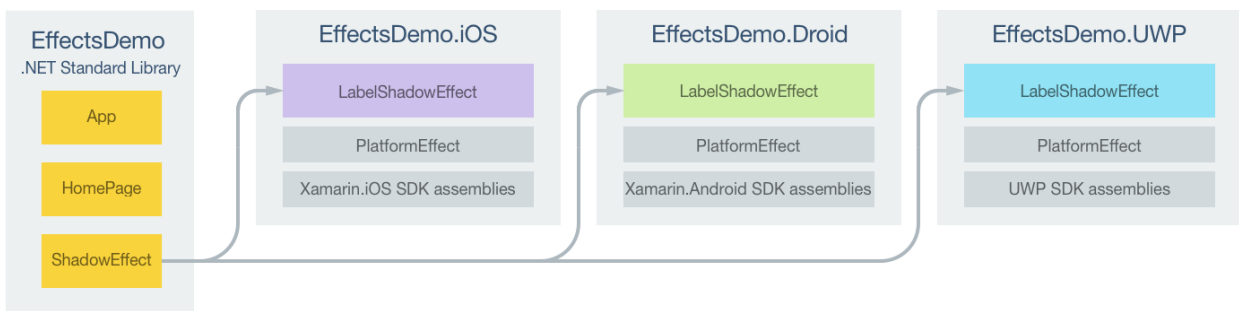 EffectsDemo
.NET Standard Library
App
HomePage
ShadowEffect
EffectsDemo.iOS
LabelShadowEffect
PlatformEffect
Xamarin.iOS SDK assemblies
EffectsDemo.Droid
LabelShadowEffect
PlatformEffect
Xamarin.Android SDK assemblies
EffectsDemo.UWP
LabelShadowEffect
PlatformEffect
UWP SDK assemblies